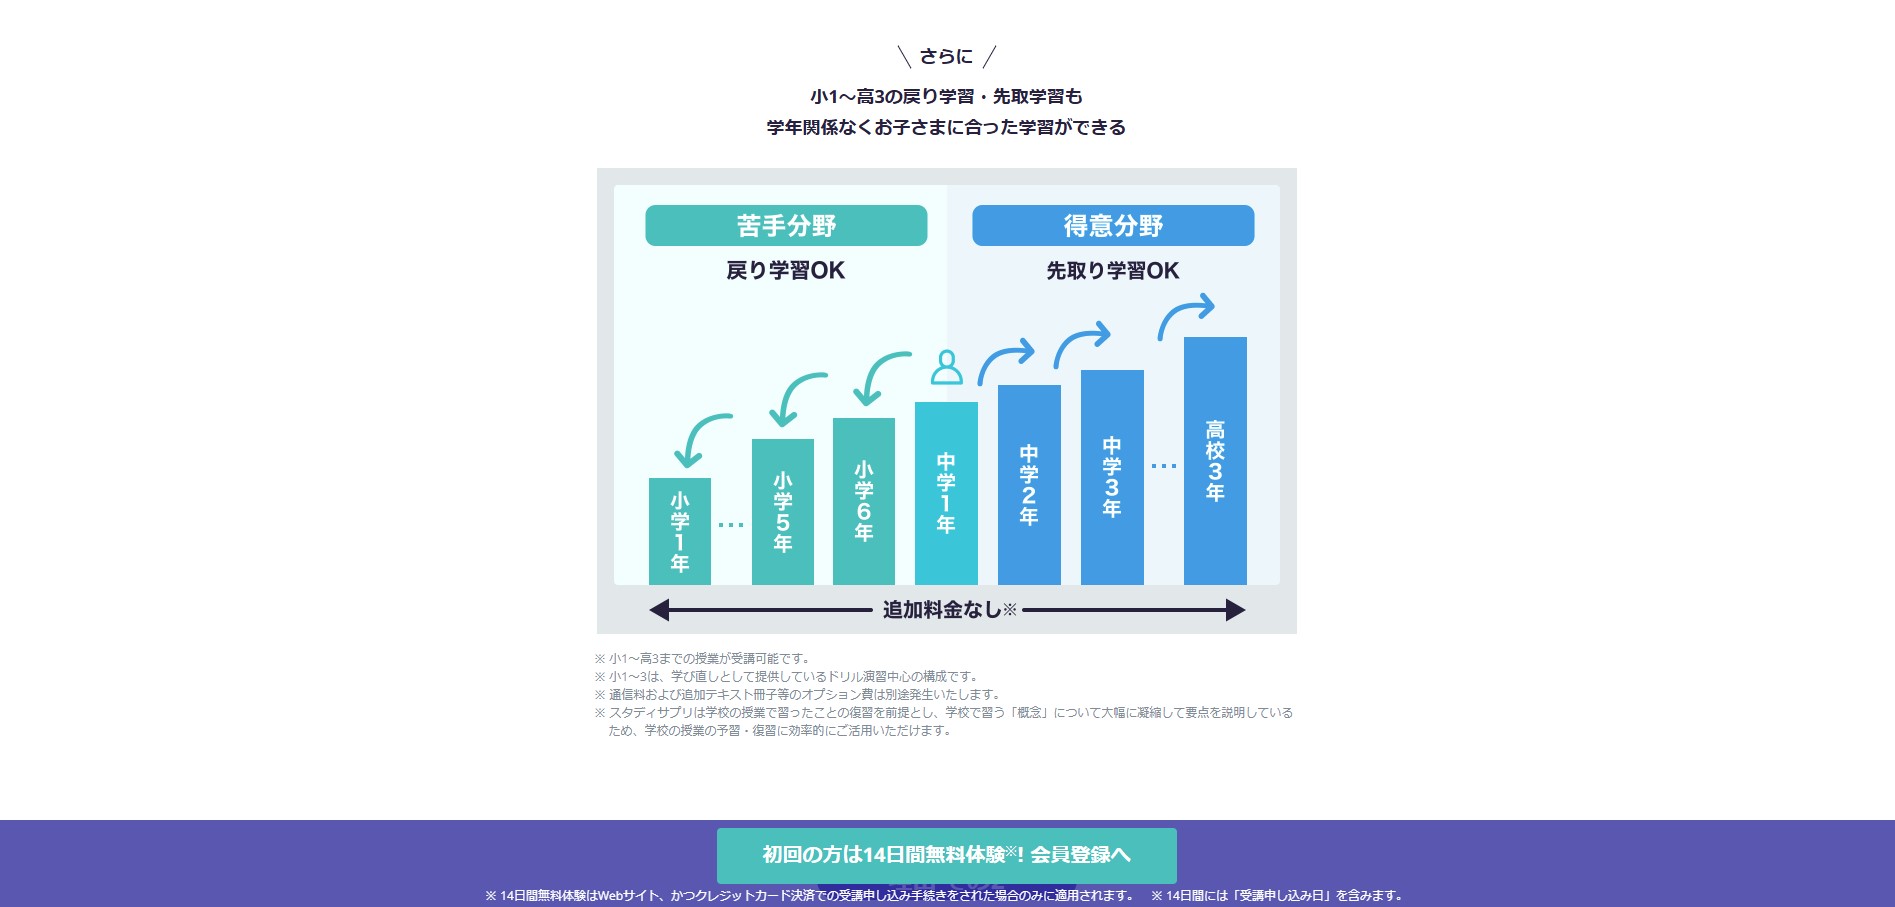 さらに
小1～高3の戻り学習・先取学習も
学年関係なくお子さまに合った学習ができる
苦手分野
得意分野
戻り学習OK
先取り学習OK
小学1年
…
小学5年
小学6年
中学1年
中学2年
中学3年
…
高校3年
追加料金なし※
※ 小1～高3までの授業が受講可能です。
※ 小1～3は、学び直しとして提供しているドリル演習中心の構成です。
※ 通信料および追加テキスト冊子等のオプション費は別途発生いたします。
※ スタディサプリは学校の授業で習ったことの復習を前提とし、学校で習う「概念」について大幅に凝縮して要点を説明している
ため、学校の授業の予習・復習に効率的にご活用いただけます。
初回の方は14日間無料体験※! 会員登録へ
※ 14日間無料体験はWebサイト、かつクレジットカード決済での受講申し込み手続きをされた場合のみに適用されます。 ※ 14日間には「受講申し込み日」を含みます。